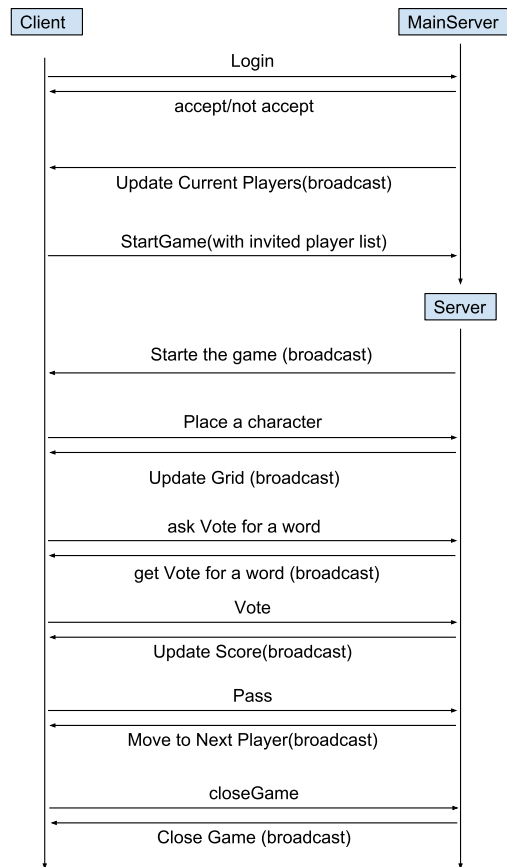 Client
MainServer
Login
accept/not accept
Update Current Players(broadcast)
StartGame(with invited player list)
Server
Starte the game (broadcast)
Place a character
Update Grid (broadcast)
ask Vote for a word
get Vote for a word (broadcast)
Vote
Update Score(broadcast)
Pass
Move to Next Player(broadcast)
closeGame
Close Game (broadcast)